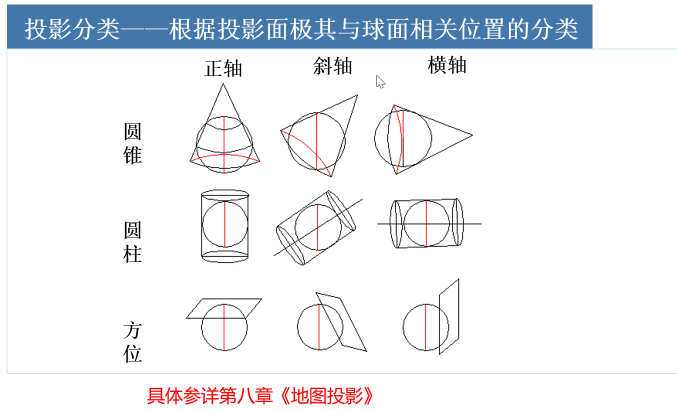 投影分类——根据投影面极其与球面相关位置的分类
正轴 斜轴 横轴
圆锥
圆柱
方位
具体参详第八章《地图投影》